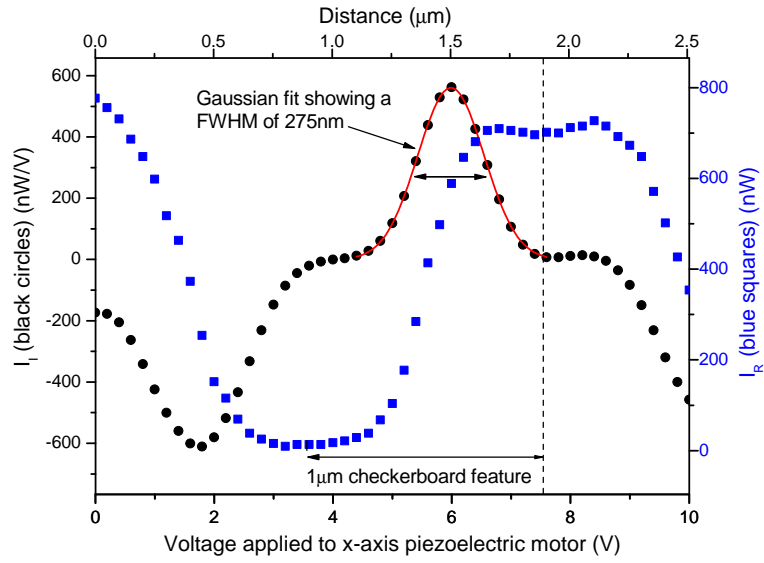 Distance (μm)
0.0 0.5 1.0 1.5 2.0 2.5
600
400
200
0
-200
-400
-600
I_I (black circles) (nW/V)
Gaussian fit showing a
FWHM of 275nm
800
600
400
200
0
I_R (blue squares) (nW)
1μm checkerboard feature
0 2 4 6 8 10
Voltage applied to x-axis piezoelectric motor (V)